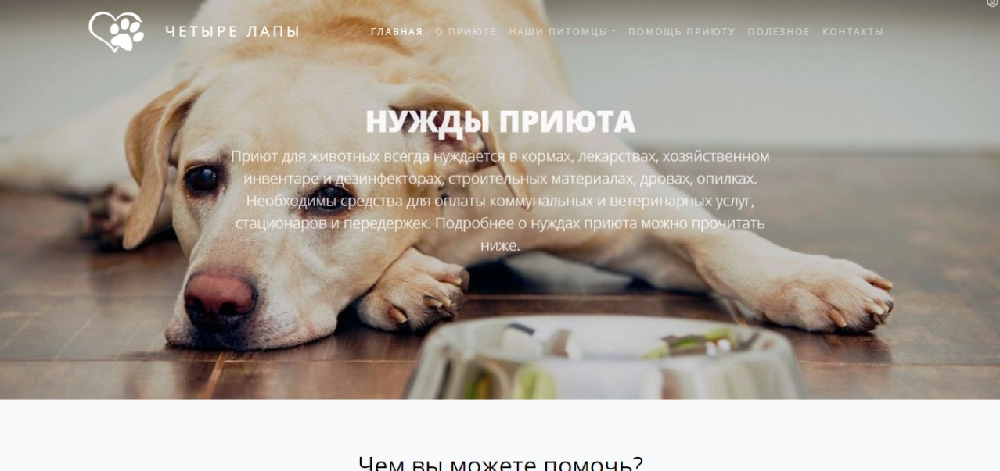 ЧЕТЫРЕ ЛАПЫ
ГЛАВНАЯ О ПРИЮТЕ НАШИ ПИТОМЦЫ ПОМОЩЬ ПРИЮТУ ПОЛЕЗНОЕ КОНТАКТЫ
НУЖДЫ ПРИЮТА
Приют для животных всегда нуждается в кормах, лекарствах, хозяйственном
инвентаре и дезинфекторах, строительных материалах, дровах, опилках.
Необходимы средства для оплаты коммунальных и ветеринарных услуг,
стационаров и передержек. Подробнее о нуждах приюта можно прочитать
ниже.
Чем вы можете помочь?